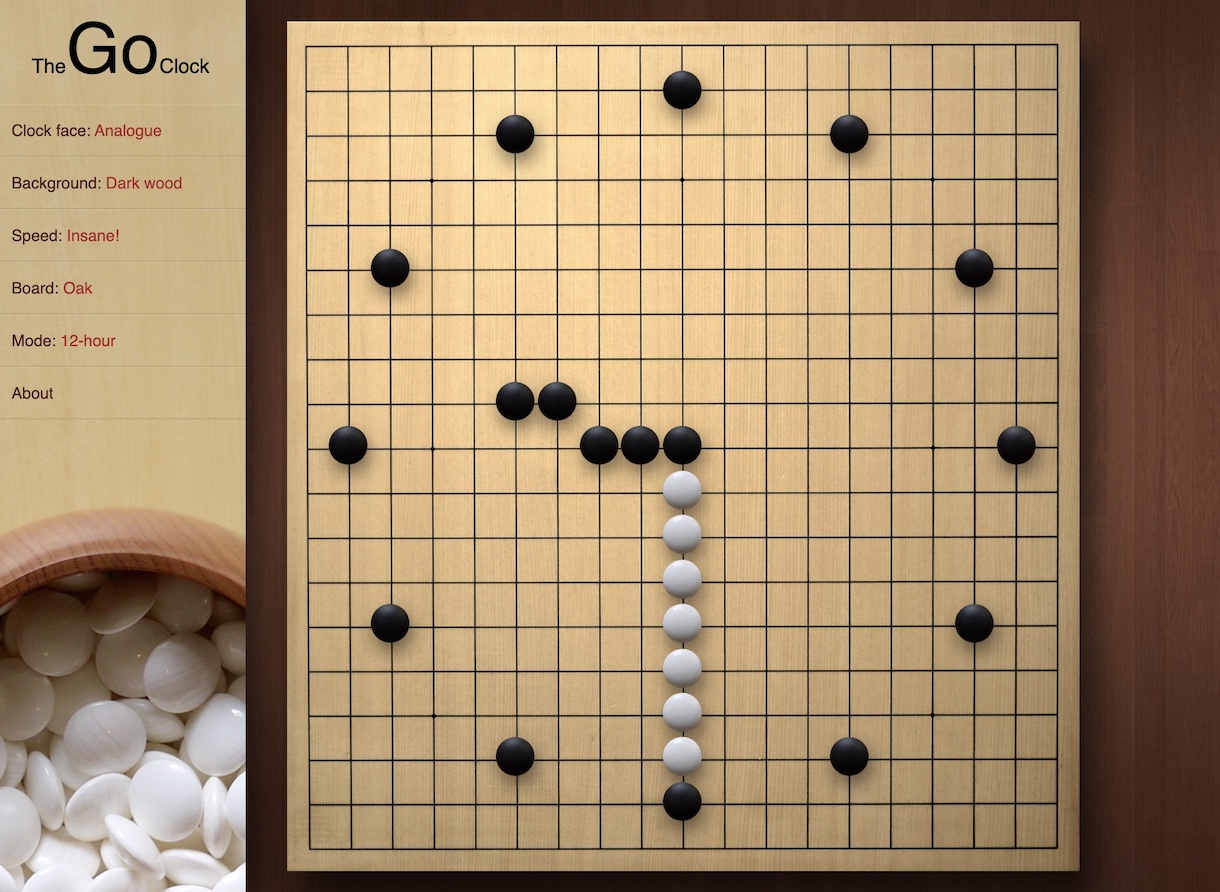 The Go Clock
Clock face: Analogue
Background: Dark wood
Speed: Insane!
Board: Oak
Mode: 12-hour
About